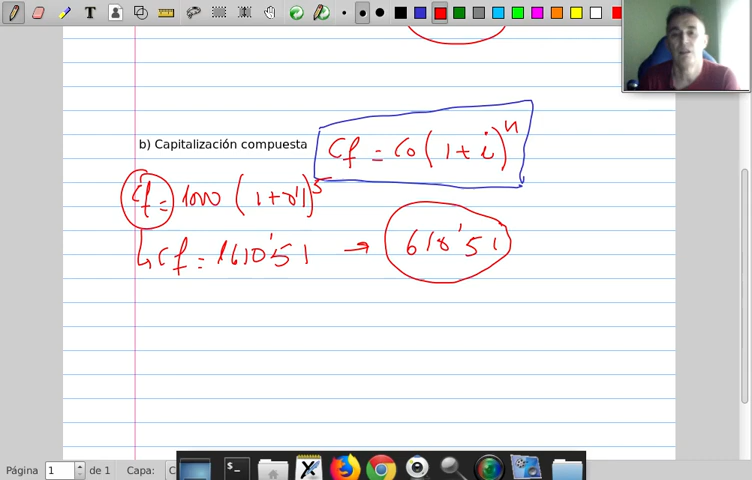 b) Capitalización compuesta
Cf = Co (1 + i)^n
Cf = 1000 (1+0'1)^5
↳ Cf = 1610'51 → 610'51
Página 1 de 1 Capa: C